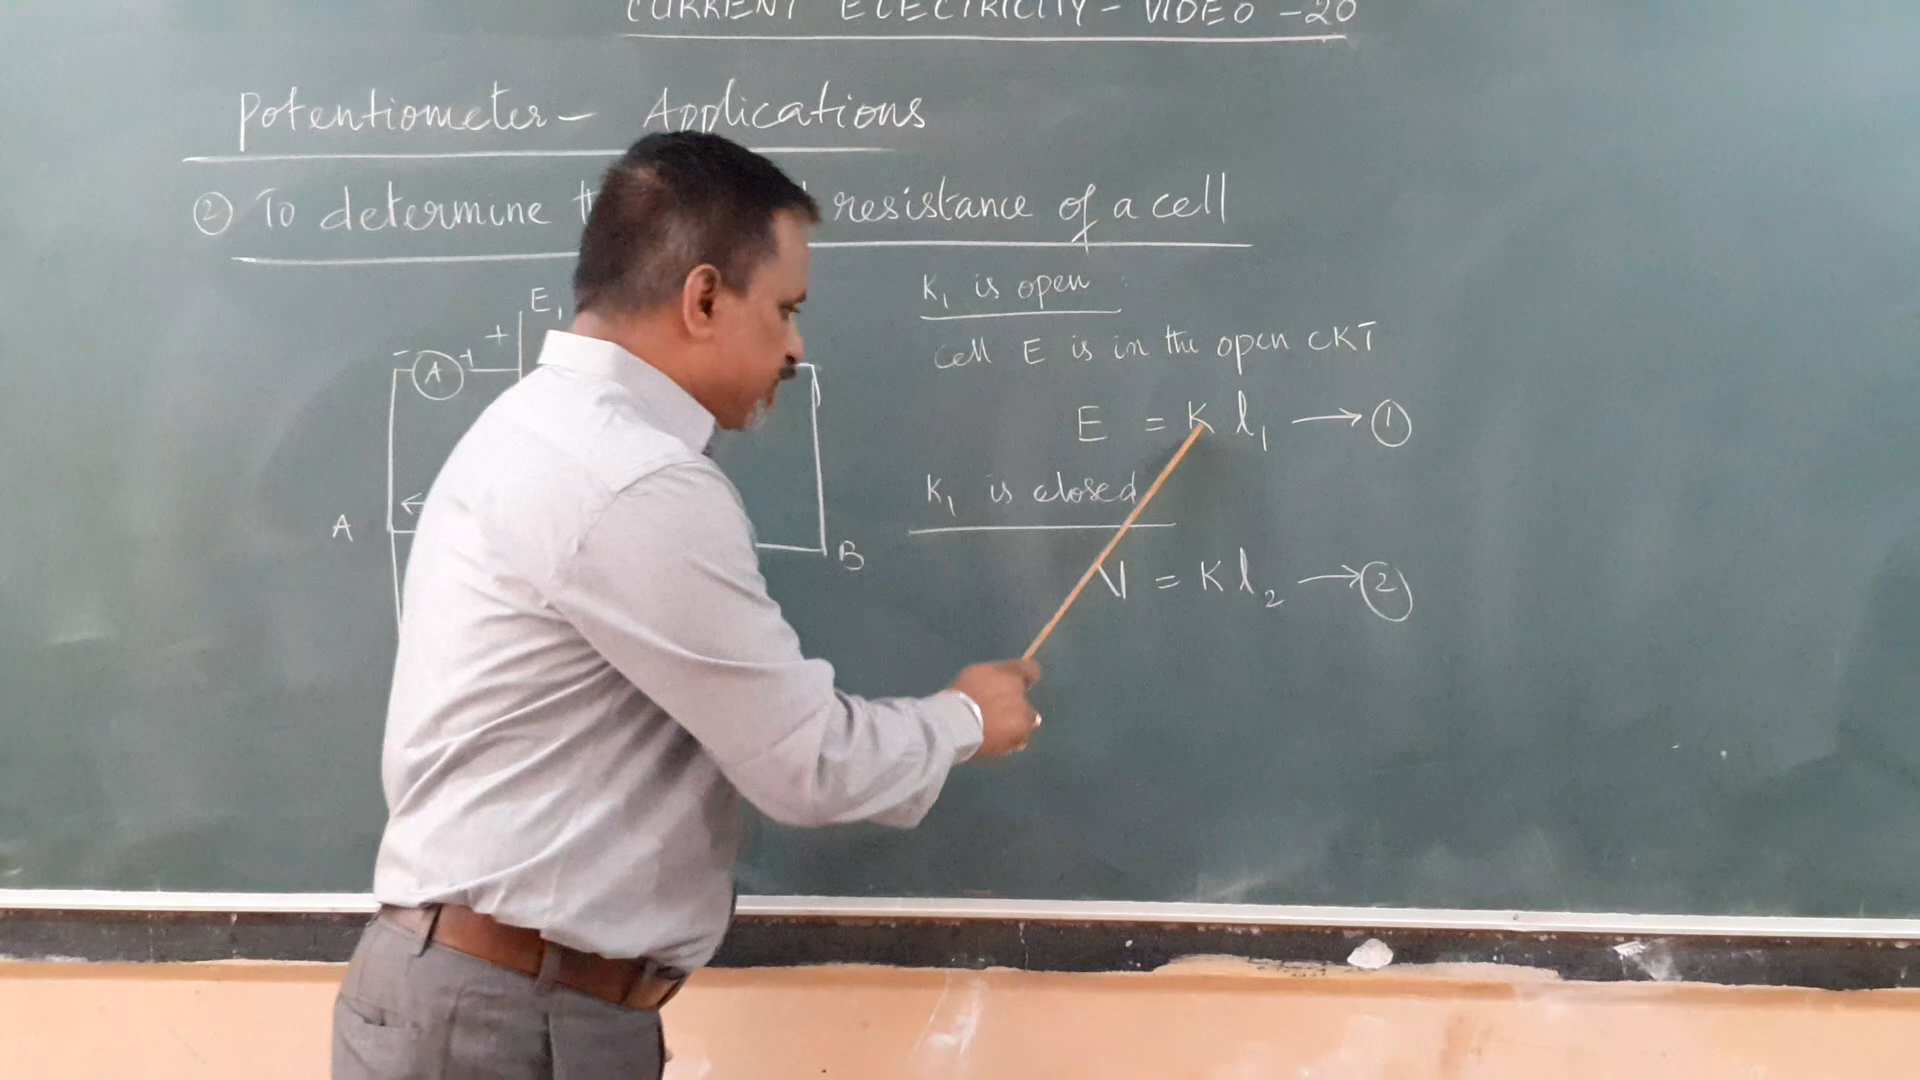 CURRENT ELECTRICITY - VIDEO - 20
Potentiometer - Applications
② To determine resistance of a cell
E₁
+
- A +
A
B
K₁ is open :
Cell E is in the open CKT
E = K l₁ → ①
K₁ is closed
V = K l₂ → ②